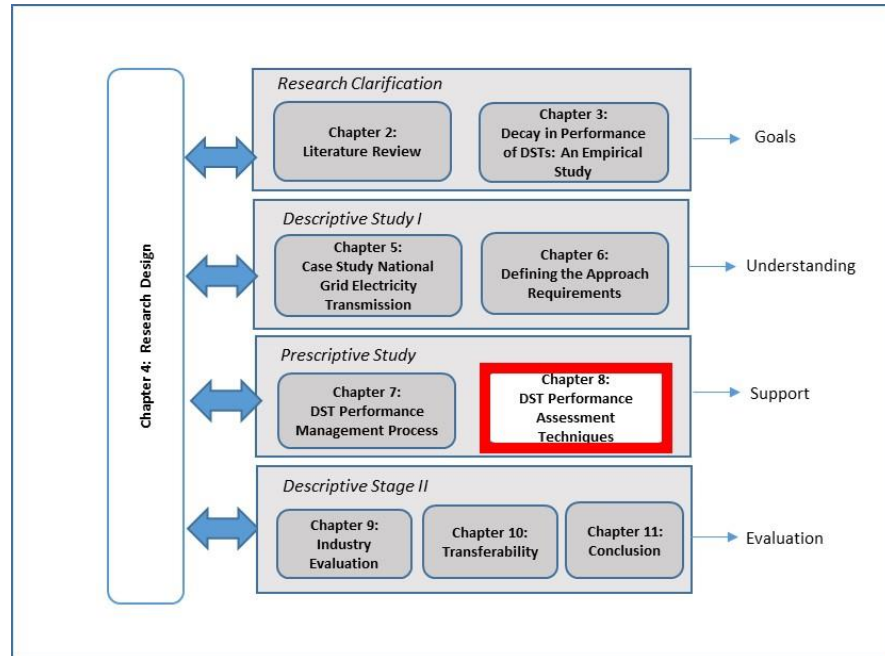 Chapter 4: Research Design
Research Clarification
Chapter 2:
Literature Review
Chapter 3:
Decay in Performance
of DSTs: An Empirical
Study
Goals
Descriptive Study I
Chapter 5:
Case Study National
Grid Electricity
Transmission
Chapter 6:
Defining the Approach
Requirements
Understanding
Prescriptive Study
Chapter 7:
DST Performance
Management Process
Chapter 8:
DST Performance
Assessment
Techniques
Support
Descriptive Stage II
Chapter 9:
Industry
Evaluation
Chapter 10:
Transferability
Chapter 11:
Conclusion
Evaluation